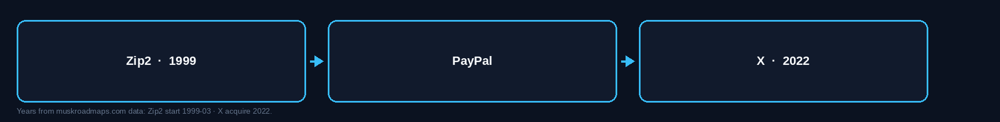 Zip2 · 1999
PayPal
X · 2022
Years from muskroadmaps.com data: Zip2 start 1999-03 · X acquire 2022.